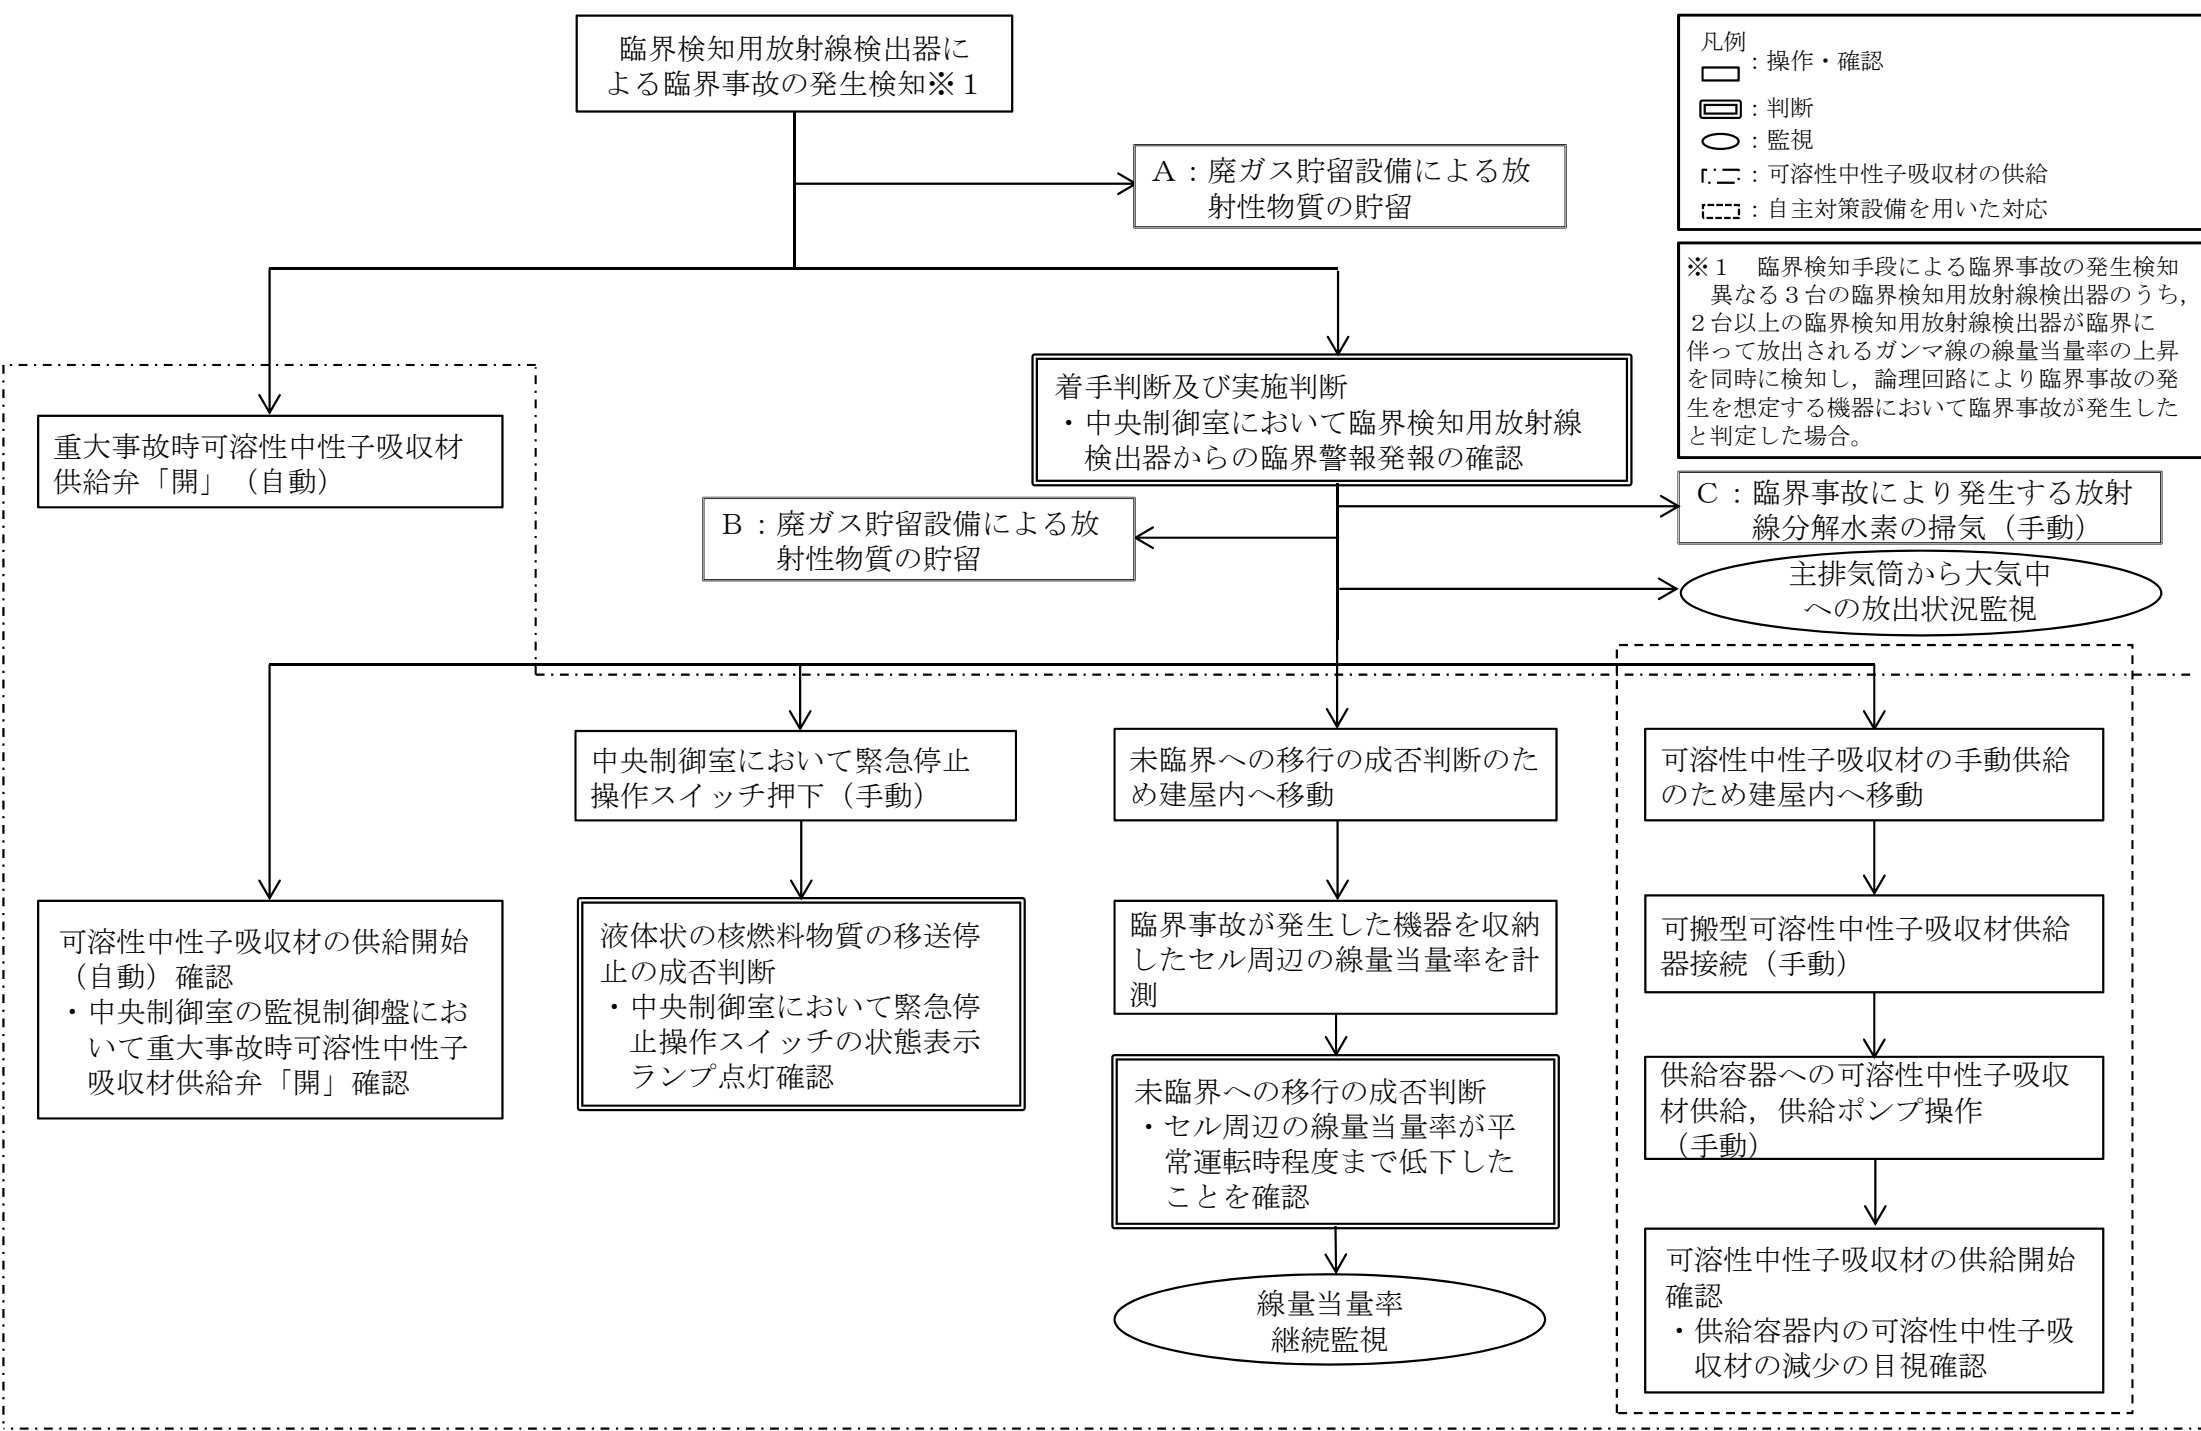 臨界検知用放射線検出器に
よる臨界事故の発生検知※１
凡例
：操作・確認
：判断
：監視
：可溶性中性子吸収材の供給
：自主対策設備を用いた対応
Ａ：廃ガス貯留設備による放
射性物質の貯留
※１　臨界検知手段による臨界事故の発生検知
異なる３台の臨界検知用放射線検出器のうち，
２台以上の臨界検知用放射線検出器が臨界に
伴って放出されるガンマ線の線量当量率の上昇
を同時に検知し，論理回路により臨界事故の発
生を想定する機器において臨界事故が発生した
と判定した場合。
着手判断及び実施判断
・中央制御室において臨界検知用放射線
検出器からの臨界警報発報の確認
重大事故時可溶性中性子吸収材
供給弁「開」（自動）
Ｂ：廃ガス貯留設備による放
射性物質の貯留
Ｃ：臨界事故により発生する放射
線分解水素の掃気（手動）
主排気筒から大気中
への放出状況監視
中央制御室において緊急停止
操作スイッチ押下（手動）
未臨界への移行の成否判断のた
め建屋内へ移動
可溶性中性子吸収材の手動供給
のため建屋内へ移動
可溶性中性子吸収材の供給開始
（自動）確認
・中央制御室の監視制御盤にお
いて重大事故時可溶性中性子
吸収材供給弁「開」確認
液体状の核燃料物質の移送停
止の成否判断
・中央制御室において緊急停
止操作スイッチの状態表示
ランプ点灯確認
臨界事故が発生した機器を収納
したセル周辺の線量当量率を計
測
可搬型可溶性中性子吸収材供給
器接続（手動）
未臨界への移行の成否判断
・セル周辺の線量当量率が平
常運転時程度まで低下した
ことを確認
供給容器への可溶性中性子吸収
材供給，供給ポンプ操作
（手動）
線量当量率
継続監視
可溶性中性子吸収材の供給開始
確認
・供給容器内の可溶性中性子吸
収材の減少の目視確認